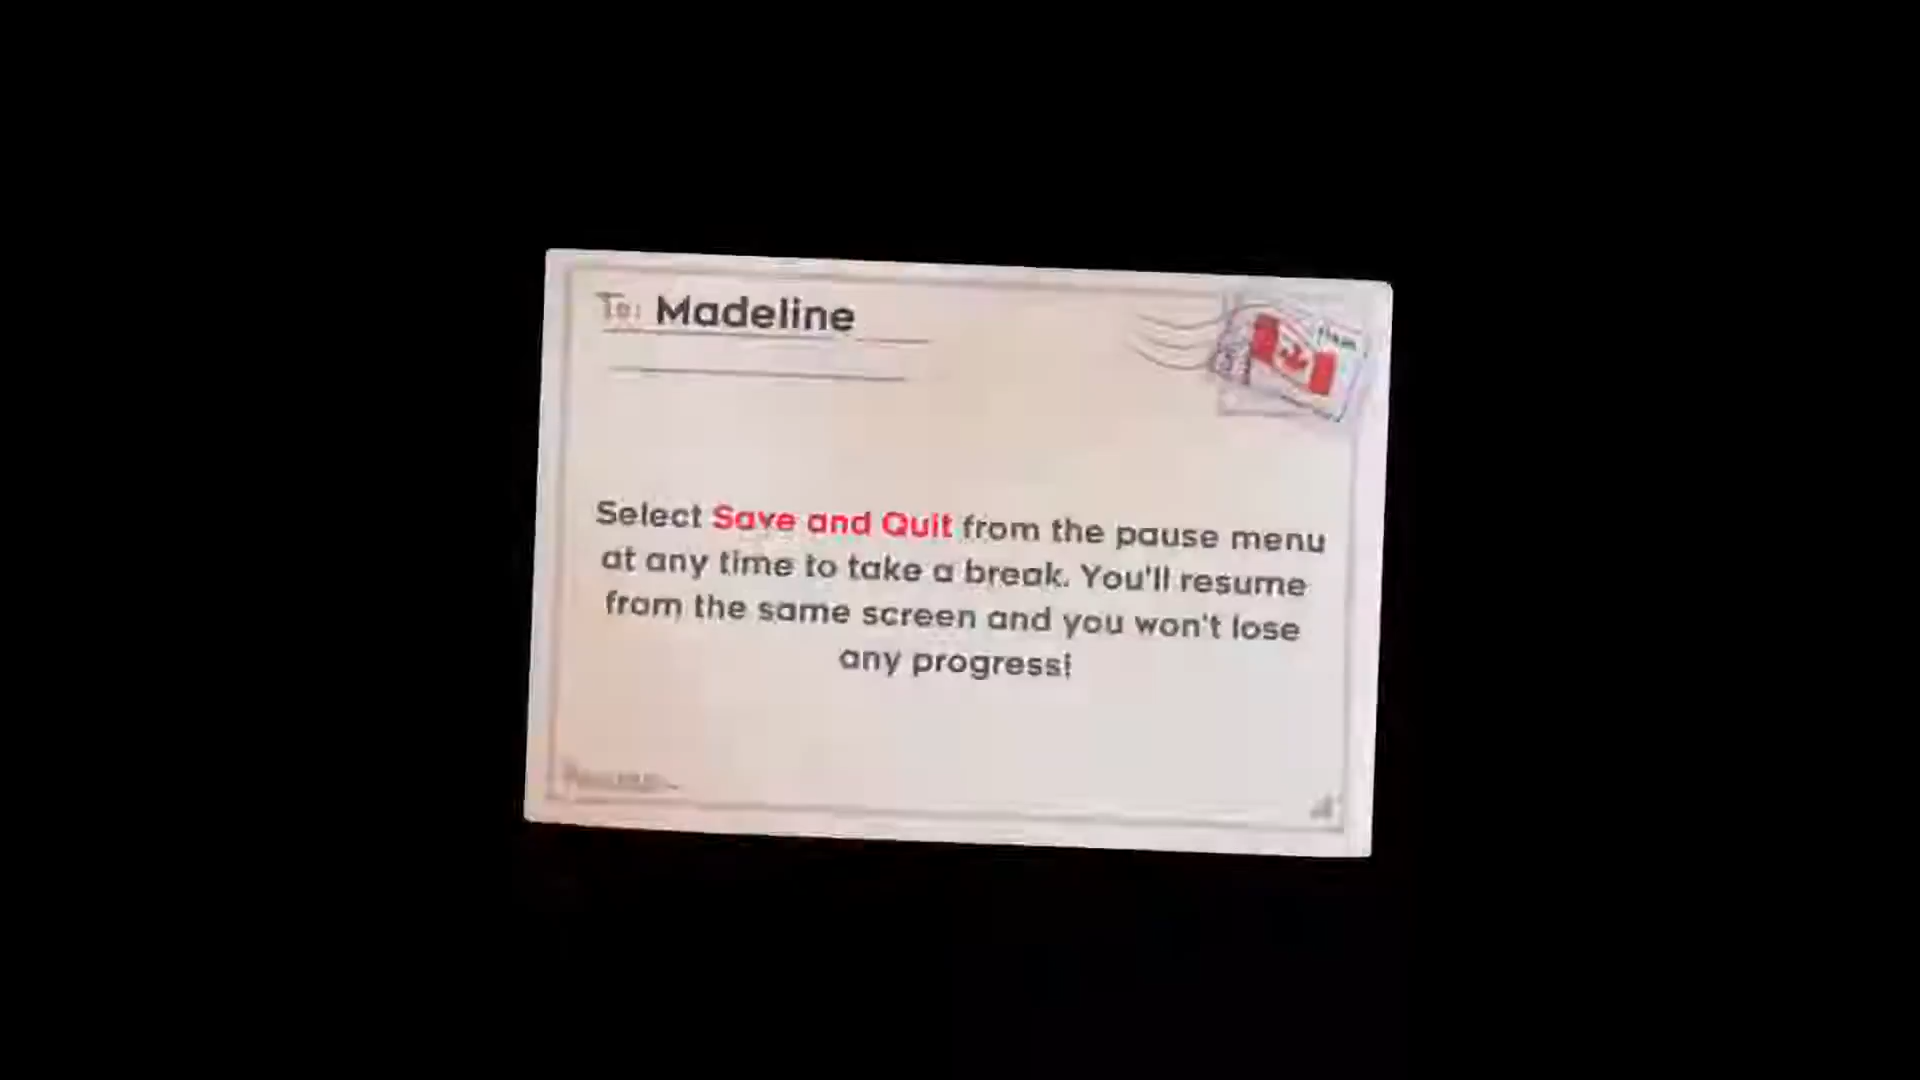 To: Madeline
Select Save and Quit from the pause menu
at any time to take a break. You'll resume
from the same screen and you won't lose
any progress!